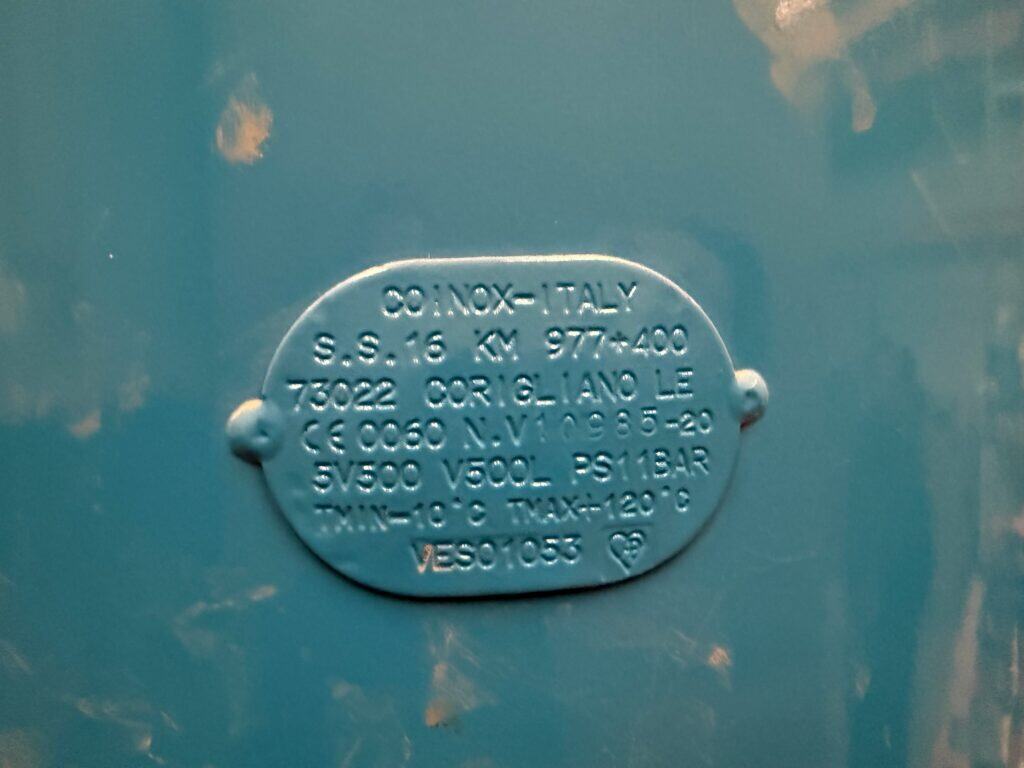 COINOX-ITALY
S.S.16 KM 977+400
73022 CORIGLIANO LE
CE 0060 N.V10985-20
5V500 V500L PS11BAR
TMIN-10°C TMAX+120°C
VES01053